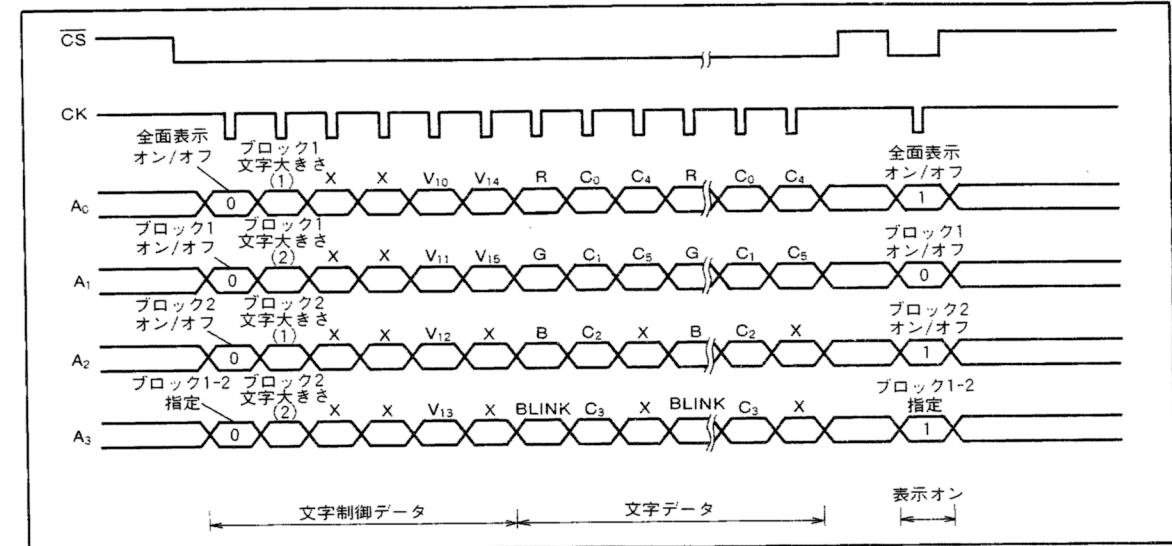 CS
CK
全面表示
オン/オフ
ブロック1
文字大きさ
(1)
X X V10 V14 R C0 C4 R C0 C4
全面表示
オン/オフ
A0
0
1
ブロック1
オン/オフ
ブロック1
文字大きさ
(2)
X X V11 V15 G C1 C5 G C1 C5
ブロック1
オン/オフ
A1
0
0
ブロック2
オン/オフ
ブロック2
文字大きさ
(1)
X X V12 X B C2 X B C2 X
ブロック2
オン/オフ
A2
0
1
ブロック1-2
指定
ブロック2
文字大きさ
(2)
X X V13 X BLINK C3 X BLINK C3 X
ブロック1-2
指定
A3
0
1
文字制御データ
文字データ
表示オン